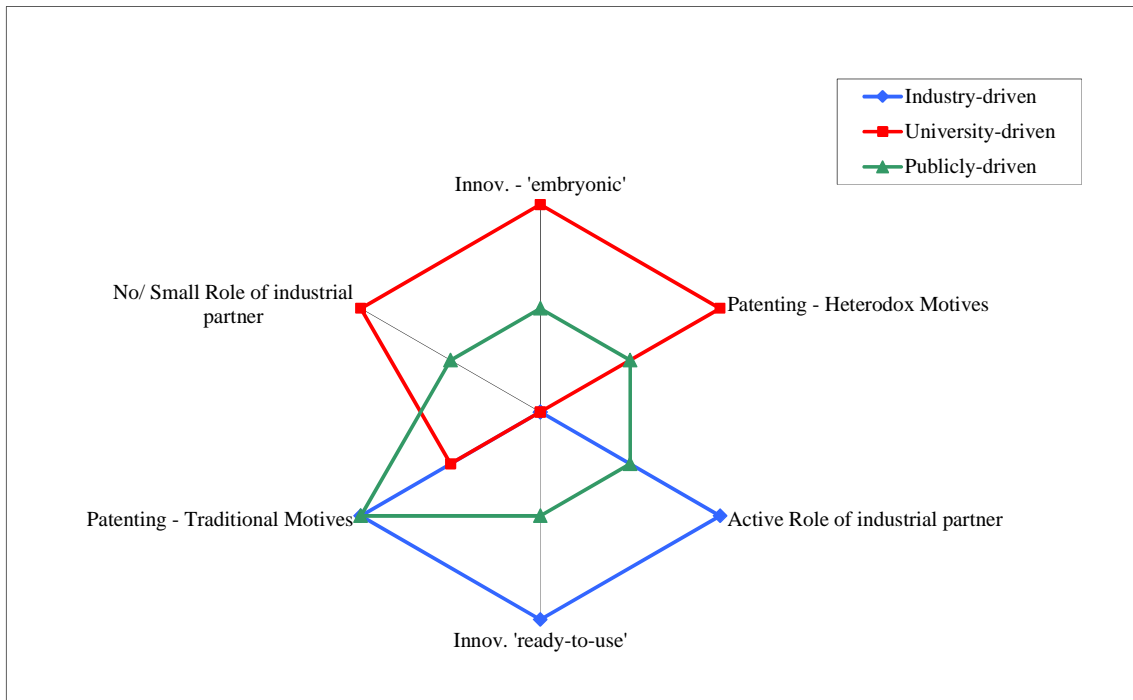 Industry-driven
University-driven
Publicly-driven
Innov. - 'embryonic'
No/ Small Role of industrial
partner
Patenting - Heterodox Motives
Patenting - Traditional Motives
Active Role of industrial partner
Innov. 'ready-to-use'